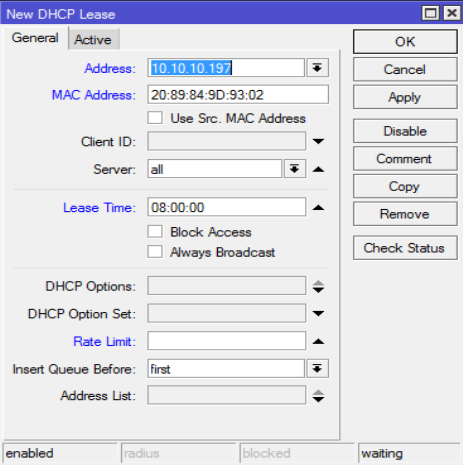 New DHCP Lease
General Active
Address: 10.10.10.197
MAC Address: 20:89:84:9D:93:02
Use Src. MAC Address
Client ID:
Server: all
Lease Time: 08:00:00
Block Access
Always Broadcast
DHCP Options:
DHCP Option Set:
Rate Limit:
Insert Queue Before: first
Address List:
OK
Cancel
Apply
Disable
Comment
Copy
Remove
Check Status
enabled radius blocked waiting